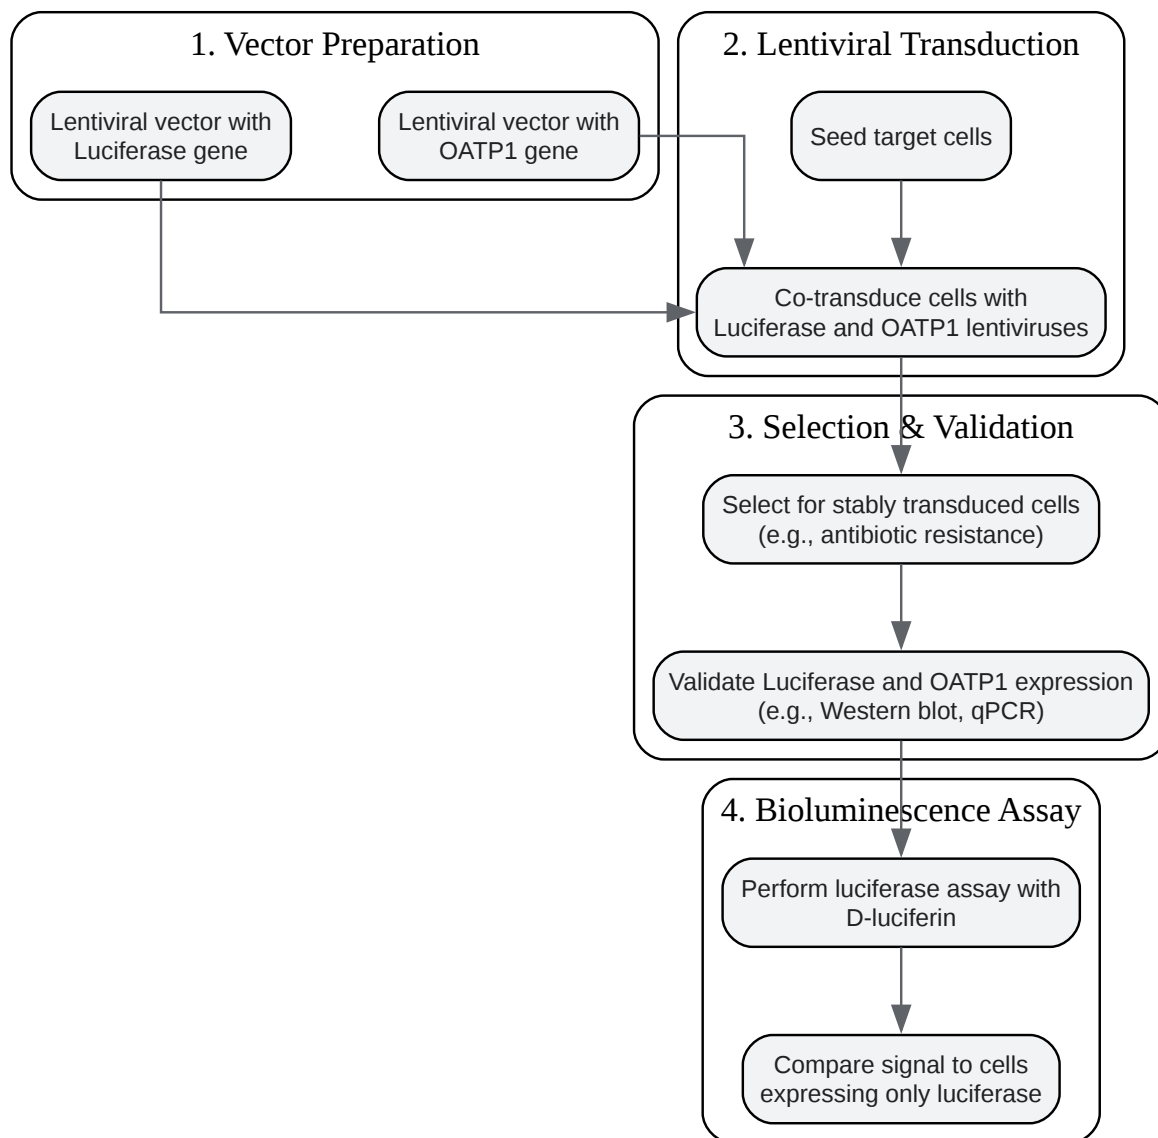 1. Vector Preparation
Lentiviral vector with
Luciferase gene
Lentiviral vector with
OATP1 gene
2. Lentiviral Transduction
Seed target cells
Co-transduce cells with
Luciferase and OATP1 lentiviruses
3. Selection & Validation
Select for stably transduced cells
(e.g., antibiotic resistance)
Validate Luciferase and OATP1 expression
(e.g., Western blot, qPCR)
4. Bioluminescence Assay
Perform luciferase assay with
D-luciferin
Compare signal to cells
expressing only luciferase